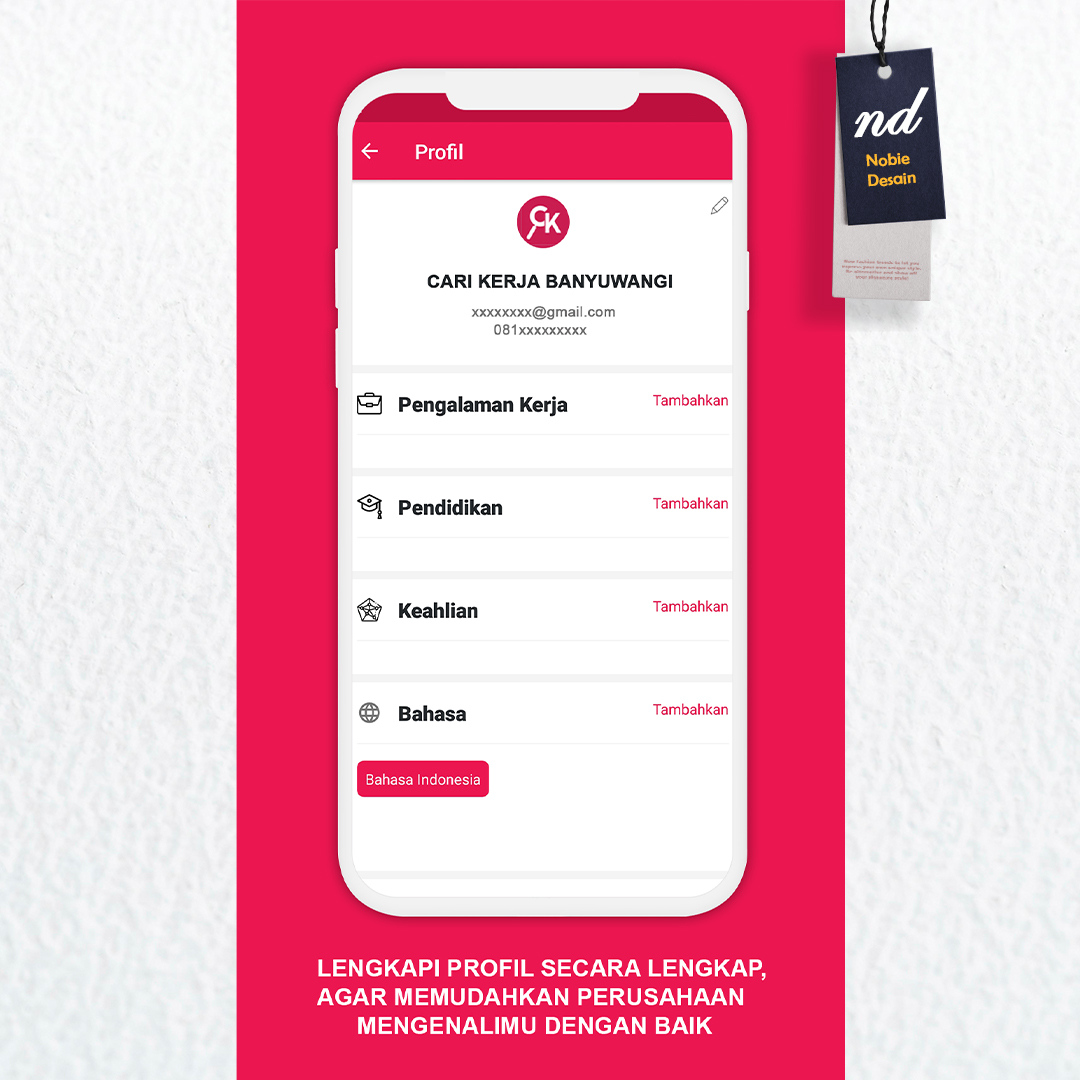 nd
Nobie
Desain
Profil
CK
CARI KERJA BANYUWANGI
xxxxxxxx@gmail.com
081xxxxxxxxx
Pengalaman Kerja
Tambahkan
Pendidikan
Tambahkan
Keahlian
Tambahkan
Bahasa
Tambahkan
Bahasa Indonesia
LENGKAPI PROFIL SECARA LENGKAP,
AGAR MEMUDAHKAN PERUSAHAAN
MENGENALIMU DENGAN BAIK